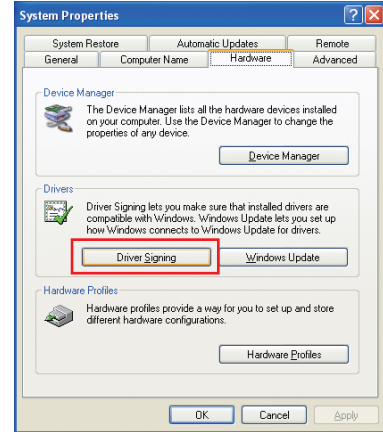 System Properties
System Restore Automatic Updates Remote
General Computer Name Hardware Advanced
Device Manager
The Device Manager lists all the hardware devices installed
on your computer. Use the Device Manager to change the
properties of any device.
Device Manager
Drivers
Driver Signing lets you make sure that installed drivers are
compatible with Windows. Windows Update lets you set up
how Windows connects to Windows Update for drivers.
Driver Signing Windows Update
Hardware Profiles
Hardware profiles provide a way for you to set up and store
different hardware configurations.
Hardware Profiles
OK Cancel Apply